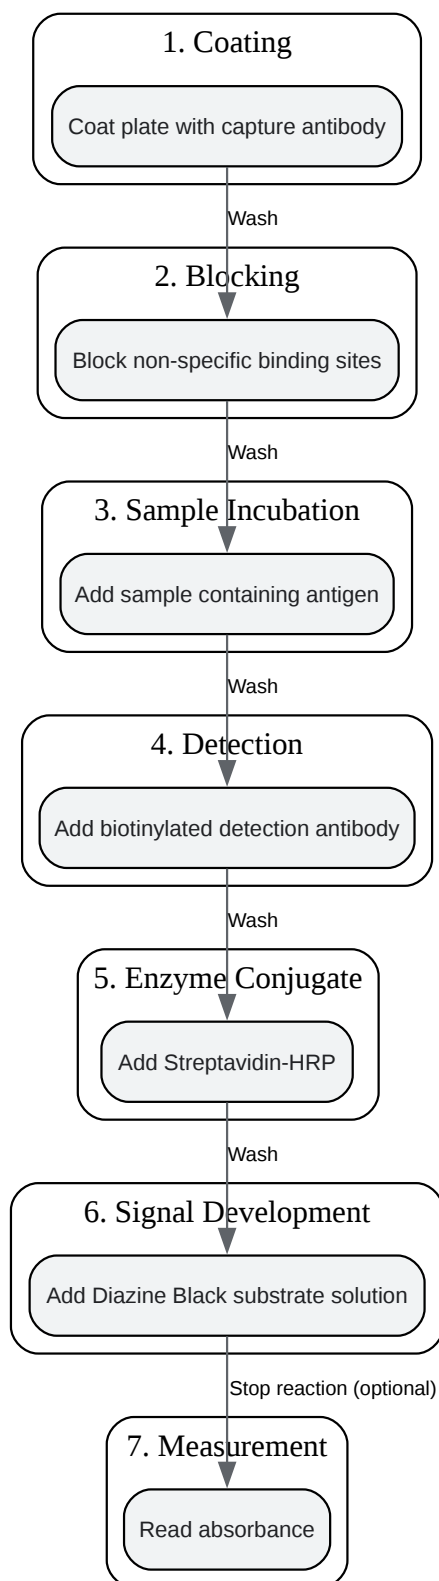 1. Coating
Coat plate with capture antibody
Wash
2. Blocking
Block non-specific binding sites
Wash
3. Sample Incubation
Add sample containing antigen
Wash
4. Detection
Add biotinylated detection antibody
Wash
5. Enzyme Conjugate
Add Streptavidin-HRP
Wash
6. Signal Development
Add Diazine Black substrate solution
Stop reaction (optional)
7. Measurement
Read absorbance